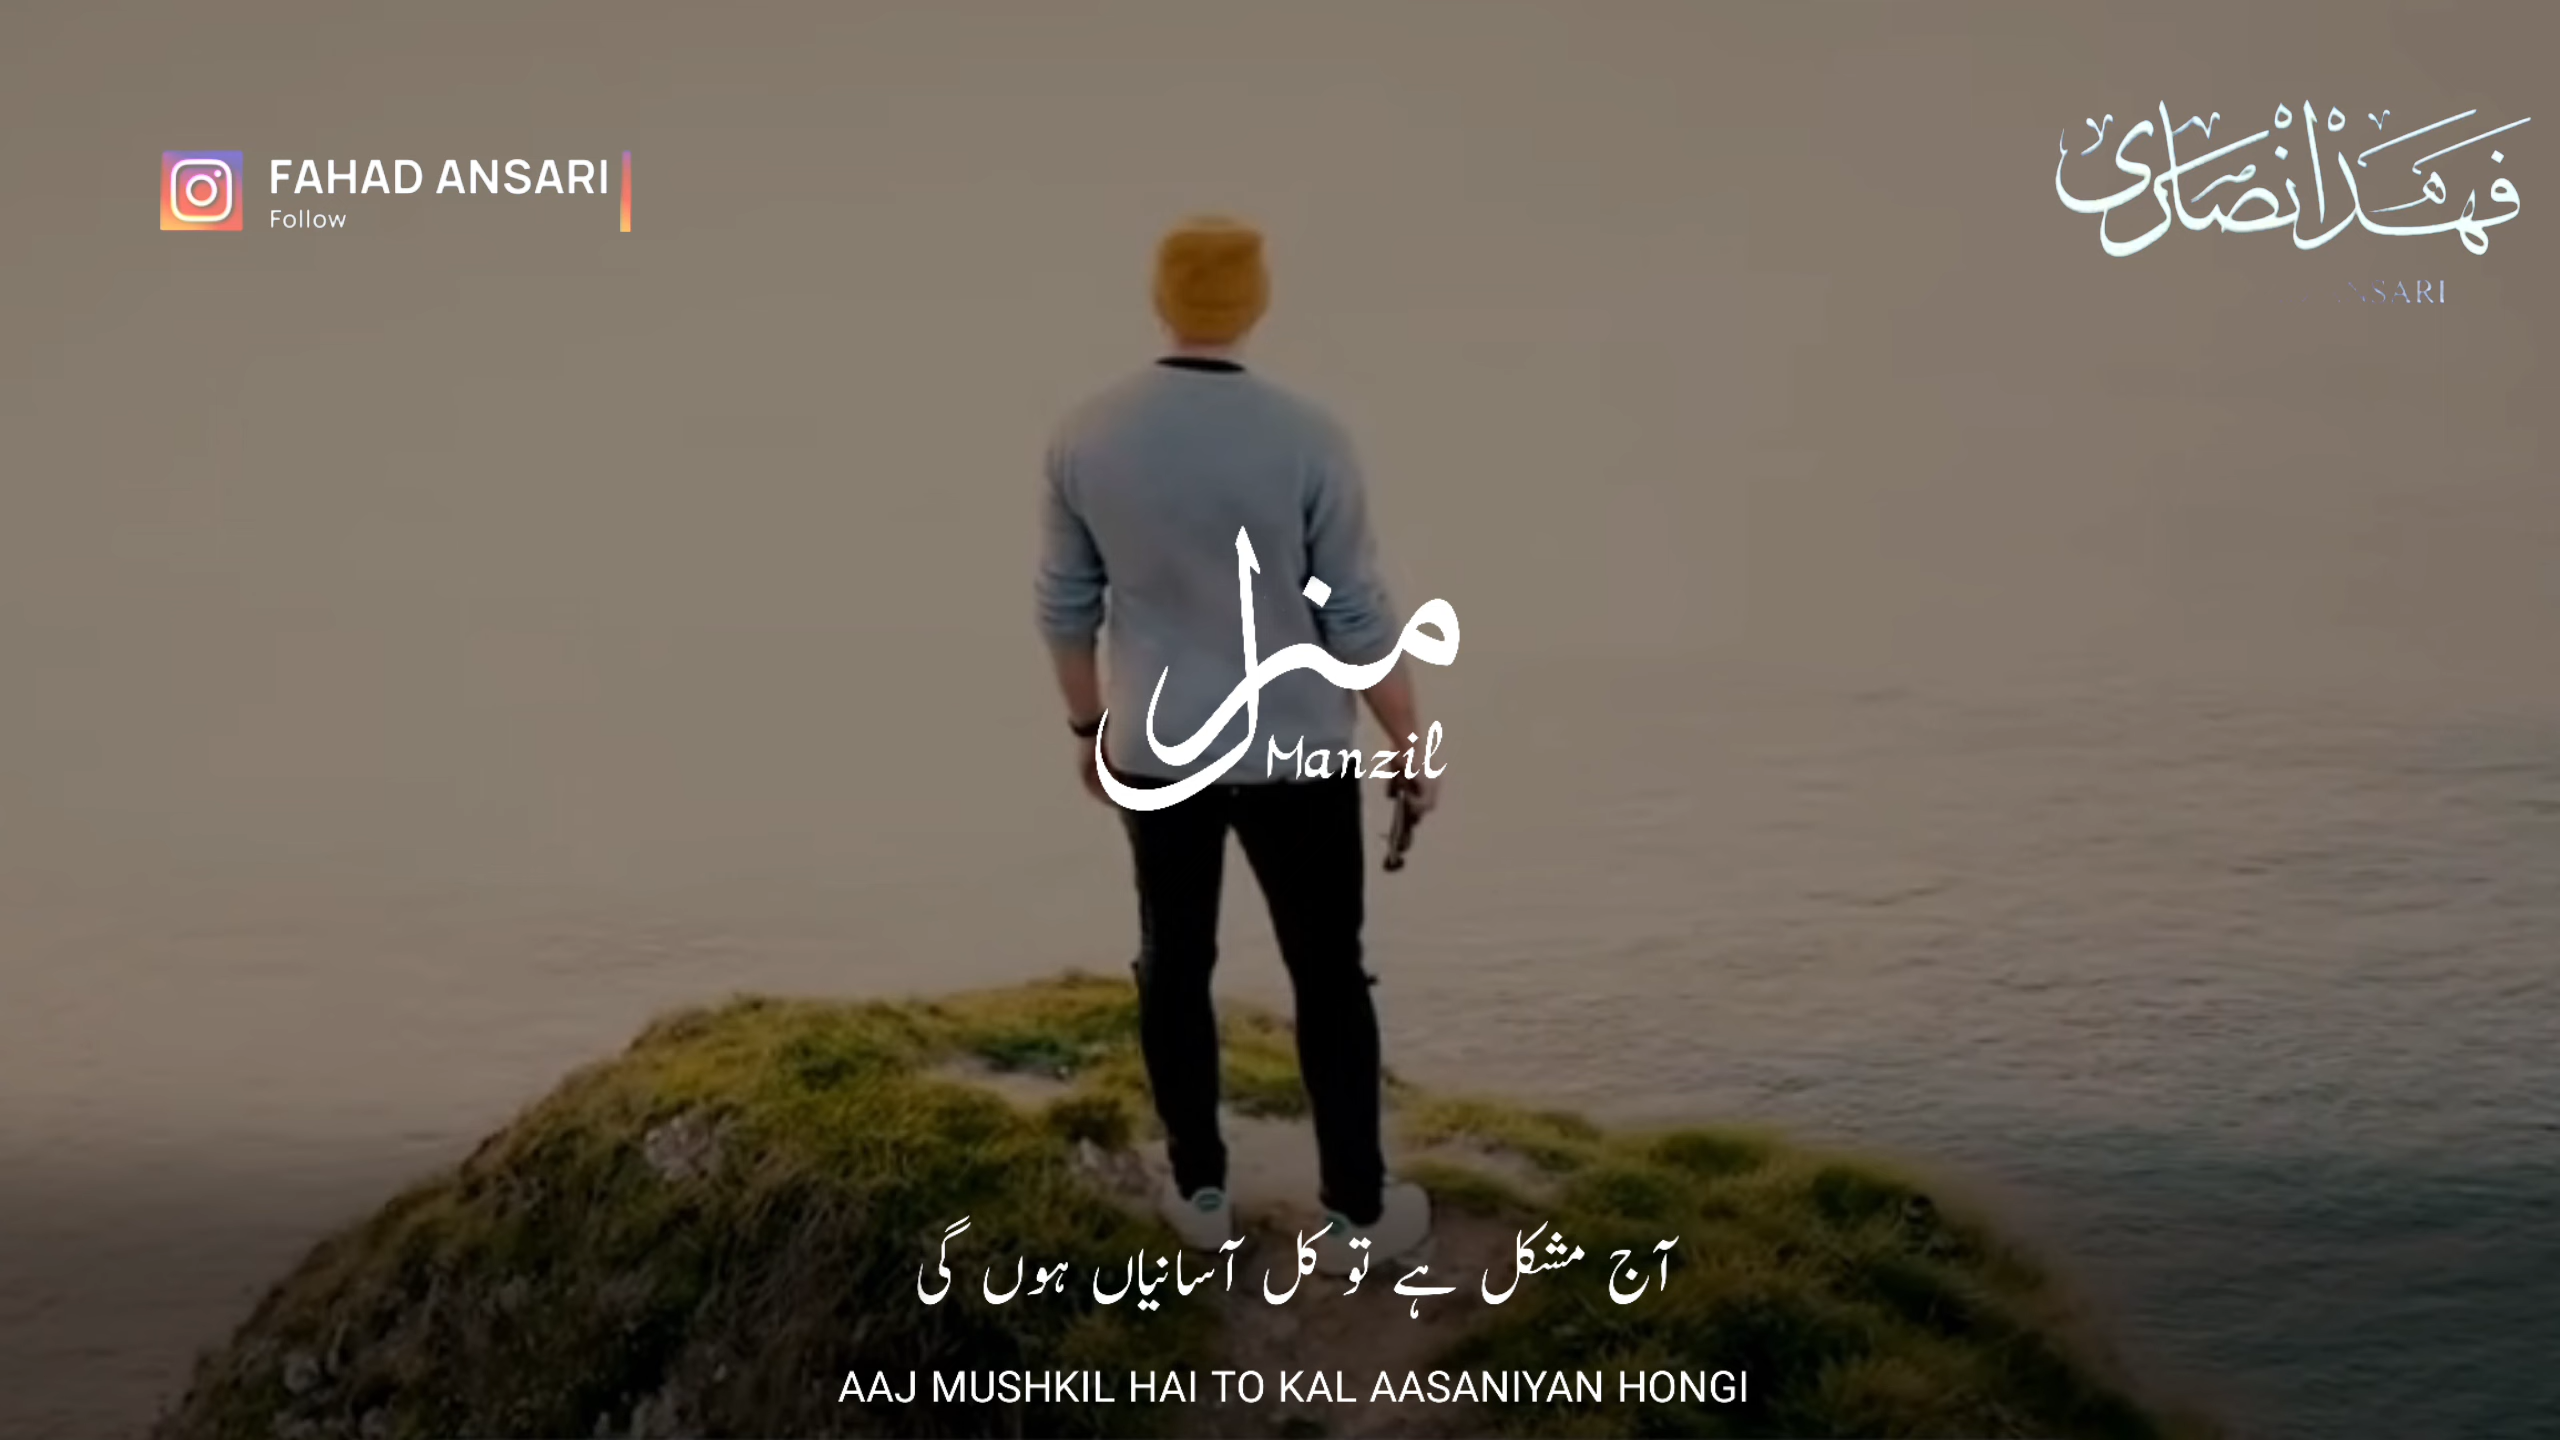 FAHAD ANSARI
Follow
فہد انصاری
ANSARI
منزل
Manzil
آج مشکل ہے تو کل آسانیاں ہوں گی
AAJ MUSHKIL HAI TO KAL AASANIYAN HONGI